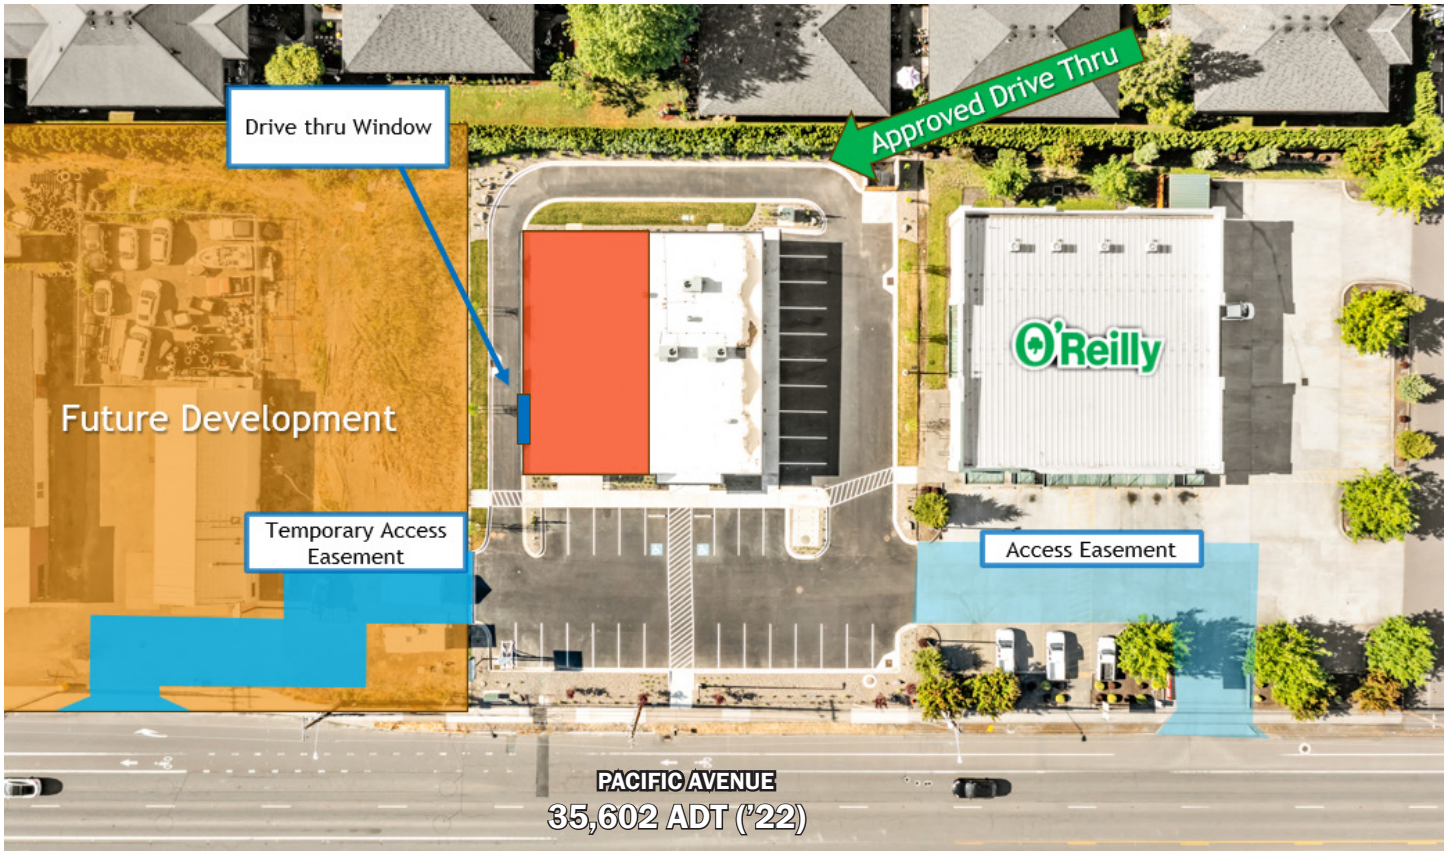 Approved Drive Thru
Drive thru Window
O'Reilly
Future Development
Temporary Access
Easement
Access Easement
PACIFIC AVENUE
35,602 ADT ('22)